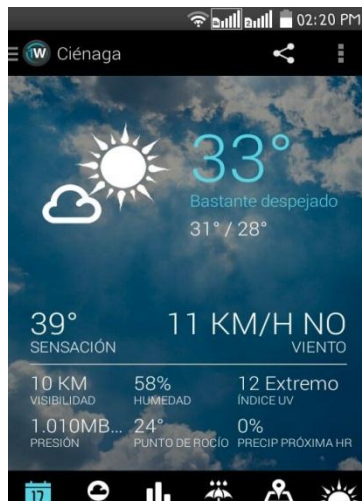 02:20 PM
W Ciénaga
33°
Bastante despejado
31° / 28°
39° 11 KM/H NO
SENSACIÓN VIENTO
10 KM 58% 12 Extremo
VISIBILIDAD HUMEDAD ÍNDICE UV
1.010MB... 24° 0%
PRESIÓN PUNTO DE ROCÍO PRECIP PRÓXIMA HR
17